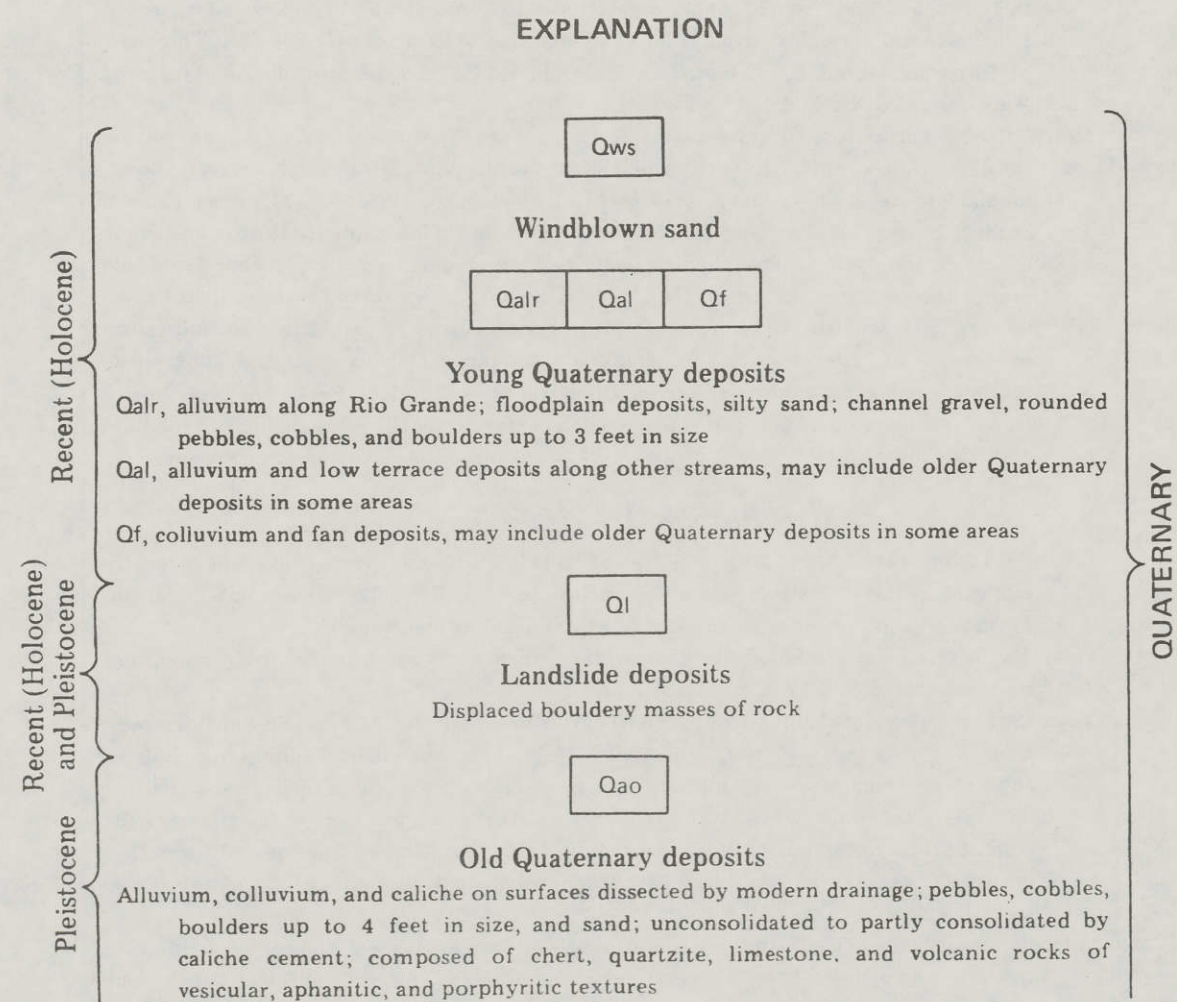 EXPLANATION
Qws
Windblown sand
Qalr Qal Qf
Young Quaternary deposits
Qalr, alluvium along Rio Grande; floodplain deposits, silty sand; channel gravel, rounded
pebbles, cobbles, and boulders up to 3 feet in size
Qal, alluvium and low terrace deposits along other streams, may include older Quaternary
deposits in some areas
Qf, colluvium and fan deposits, may include older Quaternary deposits in some areas
Recent (Holocene)
Ql
Landslide deposits
Displaced bouldery masses of rock
Recent (Holocene)
and Pleistocene
Qao
Old Quaternary deposits
Alluvium, colluvium, and caliche on surfaces dissected by modern drainage; pebbles, cobbles,
boulders up to 4 feet in size, and sand; unconsolidated to partly consolidated by
caliche cement; composed of chert, quartzite, limestone. and volcanic rocks of
vesicular, aphanitic, and porphyritic textures
Pleistocene
QUATERNARY